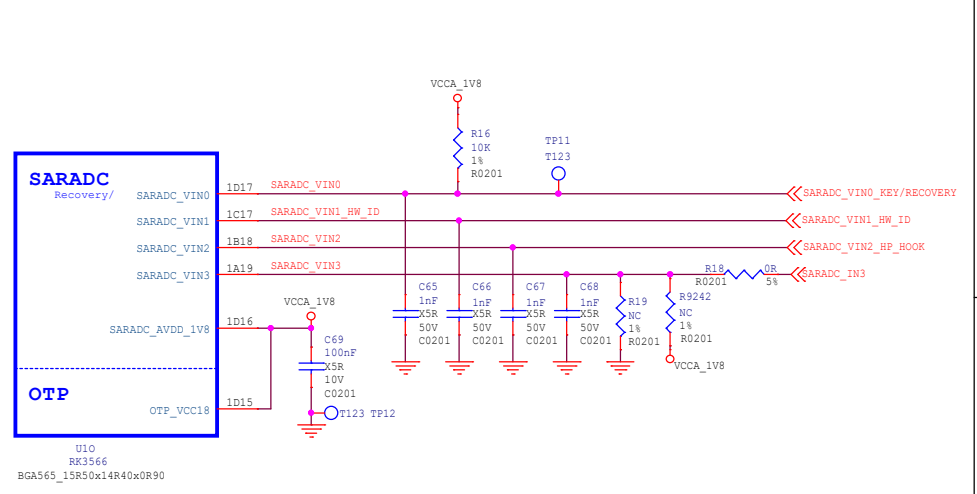 VCCA_1V8
R16
10K
1%
R0201
TP11
T123
SARADC
Recovery/
SARADC_VIN0
1D17
SARADC_VIN0
SARADC_VIN0_KEY/RECOVERY
SARADC_VIN1
1C17
SARADC_VIN1_HW_ID
SARADC_VIN1_HW_ID
SARADC_VIN2
1B18
SARADC_VIN2
SARADC_VIN2_HP_HOOK
SARADC_VIN3
1A19
SARADC_VIN3
R18
0R
R0201
5%
SARADC_IN3
C65
1nF
X5R
50V
C0201
C66
1nF
X5R
50V
C0201
C67
1nF
X5R
50V
C0201
C68
1nF
X5R
50V
C0201
R19
NC
1%
R0201
R9242
NC
1%
R0201
VCCA_1V8
VCCA_1V8
SARADC_AVDD_1V8
1D16
C69
100nF
X5R
10V
C0201
OTP
OTP_VCC18
1D15
T123 TP12
U1O
RK3566
BGA565_15R50x14R40x0R90